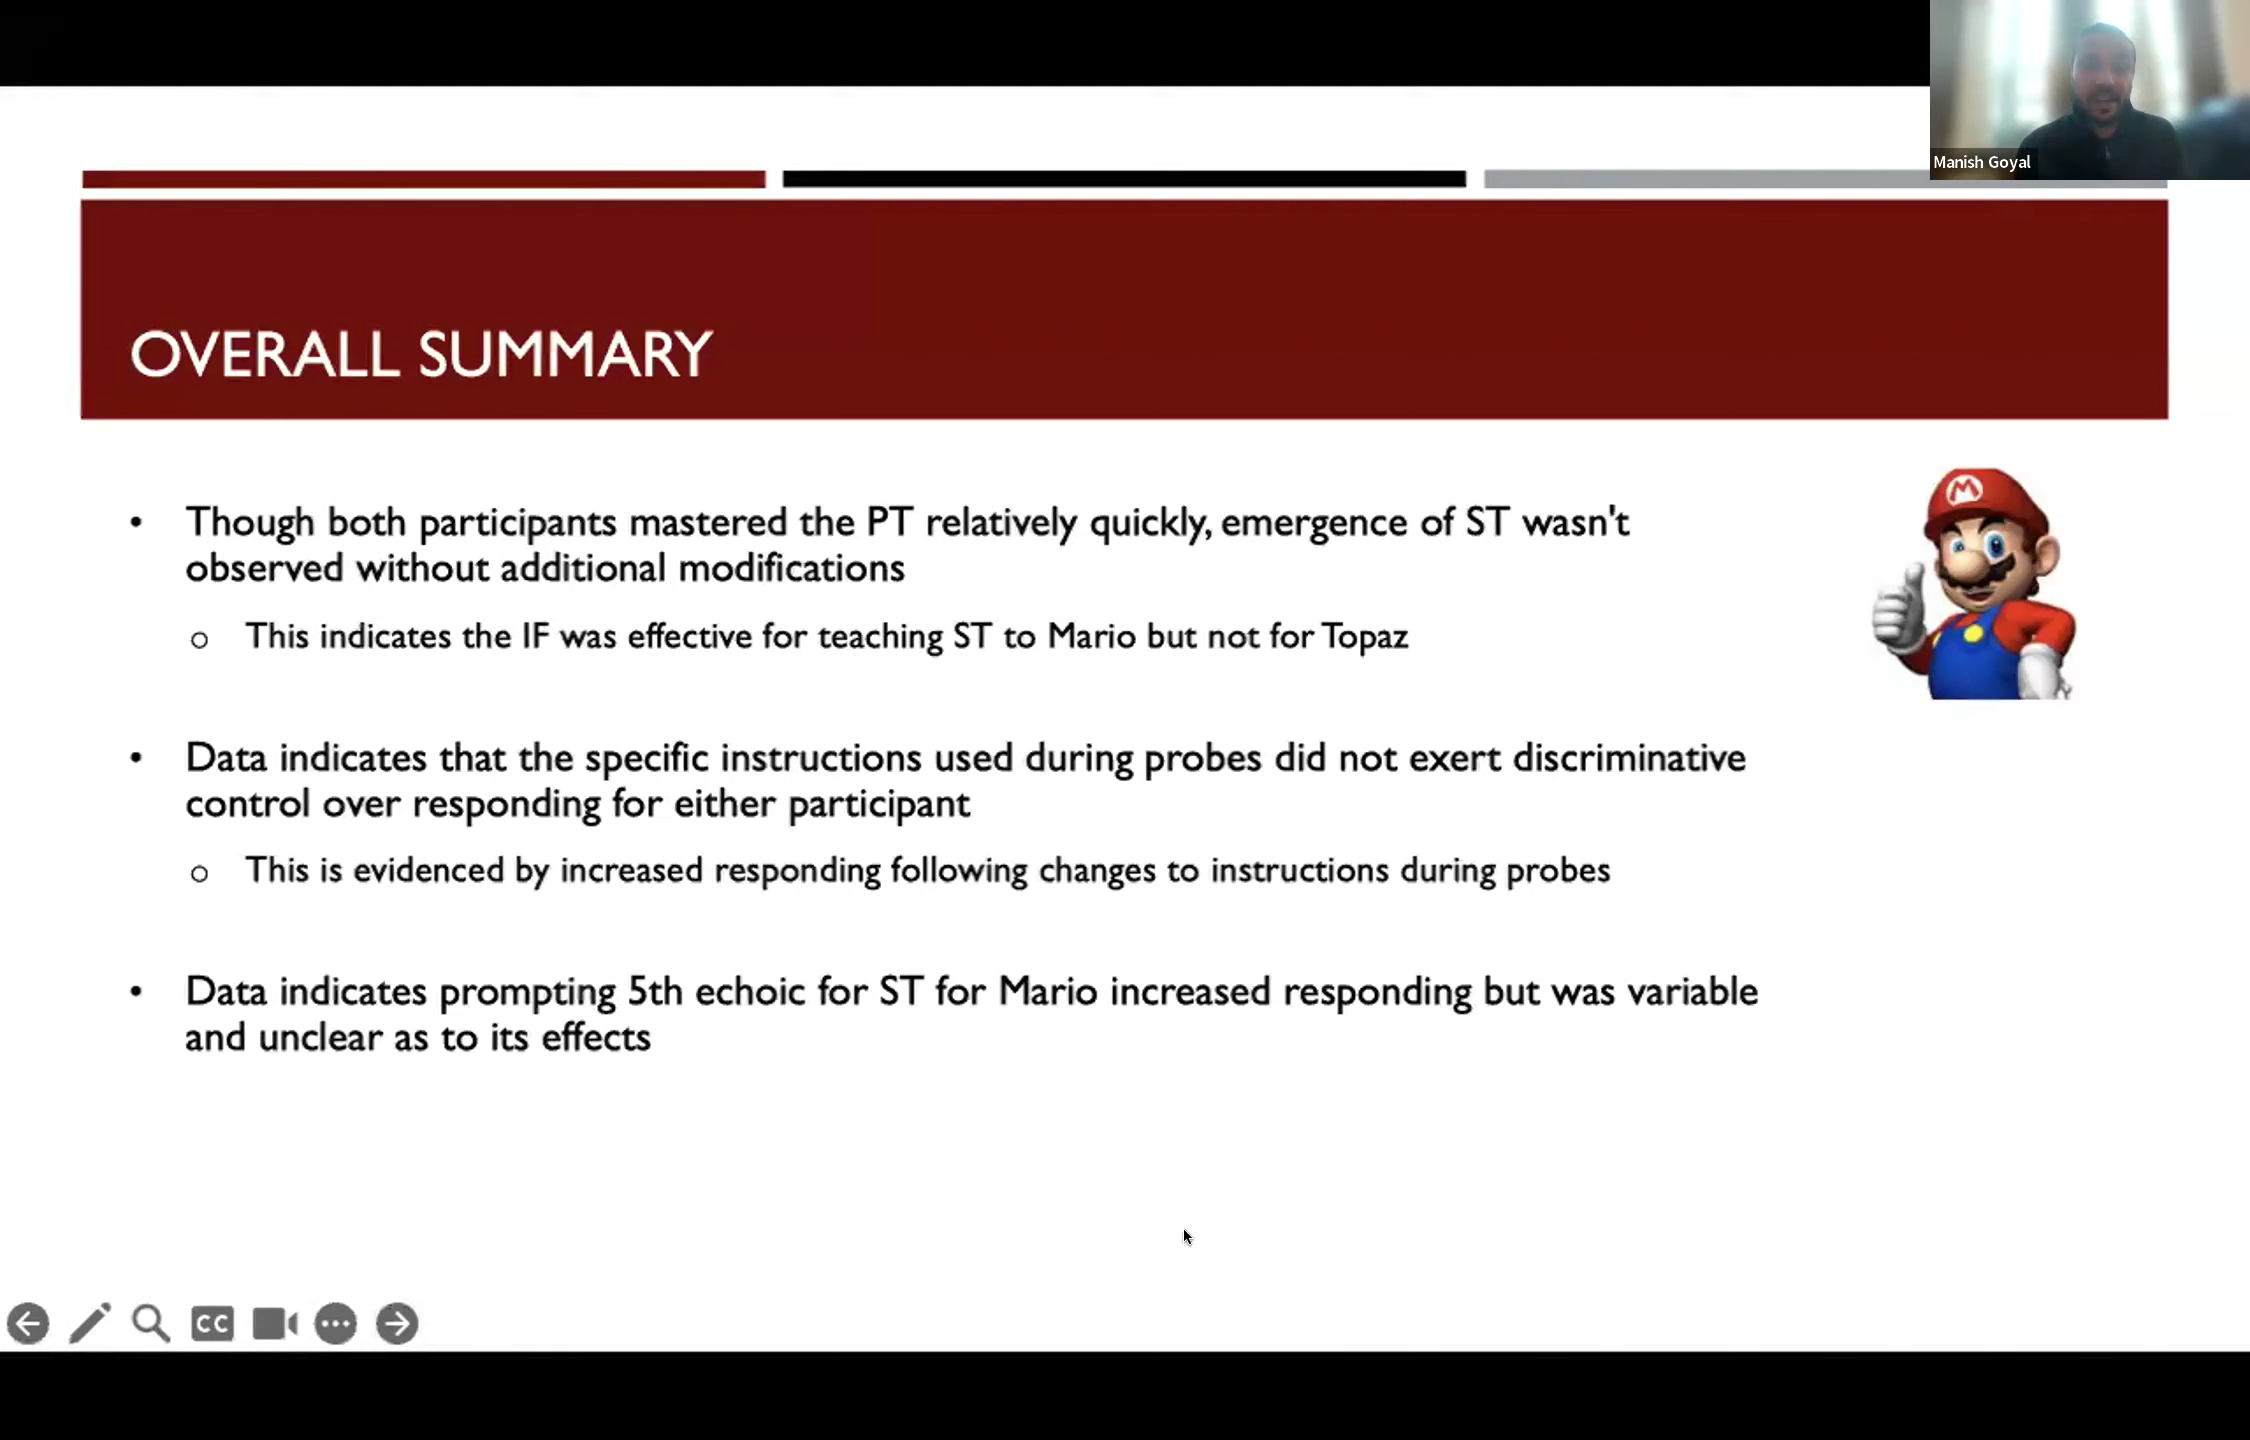 Manish Goyal
OVERALL SUMMARY
• Though both participants mastered the PT relatively quickly, emergence of ST wasn't
observed without additional modifications
o This indicates the IF was effective for teaching ST to Mario but not for Topaz
• Data indicates that the specific instructions used during probes did not exert discriminative
control over responding for either participant
o This is evidenced by increased responding following changes to instructions during probes
• Data indicates prompting 5th echoic for ST for Mario increased responding but was variable
and unclear as to its effects
M
CC